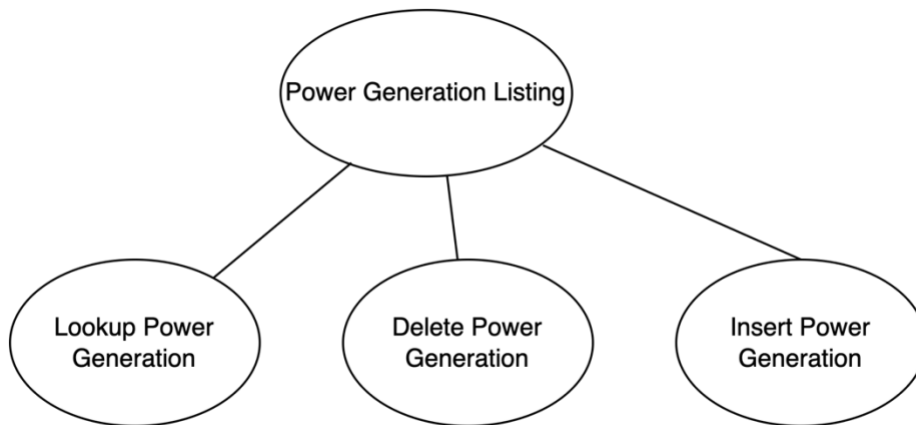 Power Generation Listing
Lookup Power
Generation
Delete Power
Generation
Insert Power
Generation